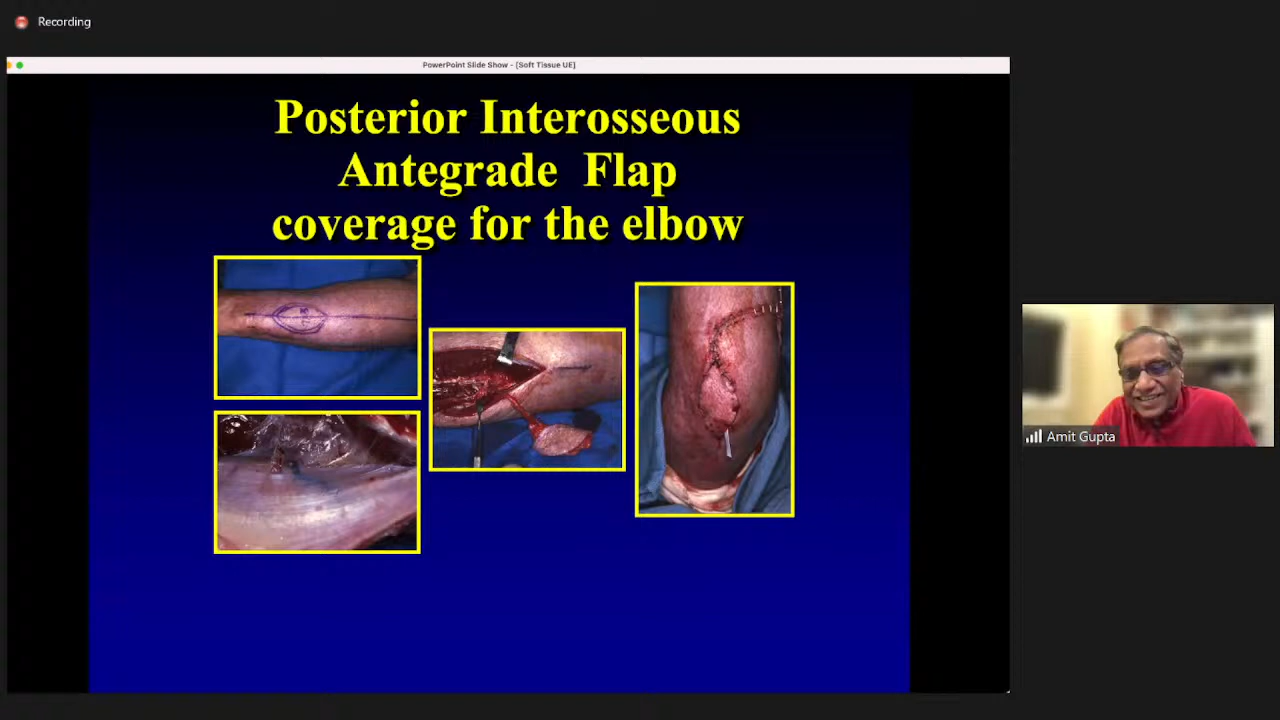 Recording
PowerPoint Slide Show - [Soft Tissue UE]
Posterior Interosseous
Antegrade Flap
coverage for the elbow
Amit Gupta